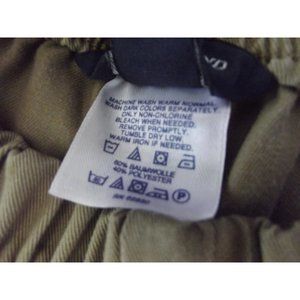 MACHINE WASH WARM NORMAL.
WASH DARK COLORS SEPARATELY.
ONLY NON-CHLORINE
BLEACH WHEN NEEDED.
REMOVE PROMPTLY.
TUMBLE DRY LOW
WARM IRON IF NEEDED.
60% BAUMWOLLE
40% POLYESTER
P